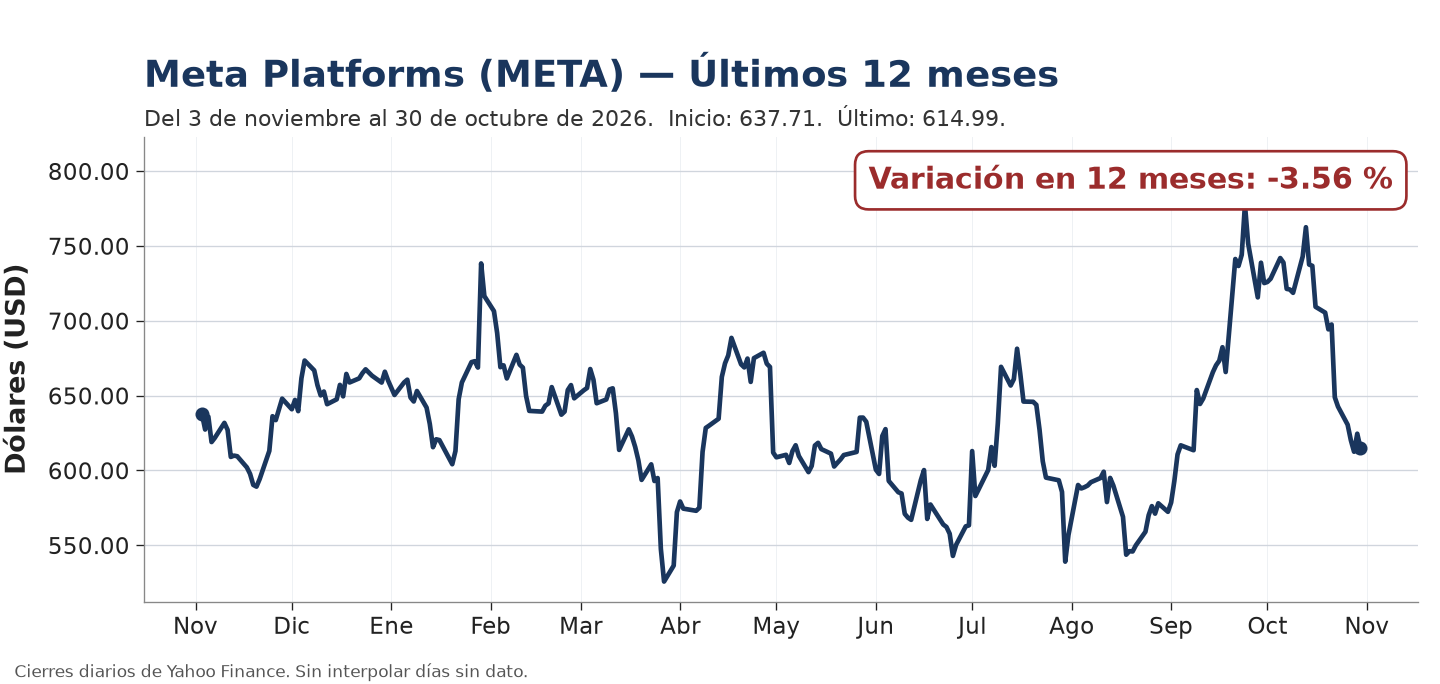 Meta Platforms (META) — Últimos 12 meses
Del 3 de noviembre al 30 de octubre de 2026.  Inicio: 637.71.  Último: 614.99.
Variación en 12 meses: -3.56 %
Dólares (USD)
800.00
750.00
700.00
650.00
600.00
550.00
Nov Dic Ene Feb Mar Abr May Jun Jul Ago Sep Oct Nov
Cierres diarios de Yahoo Finance. Sin interpolar días sin dato.